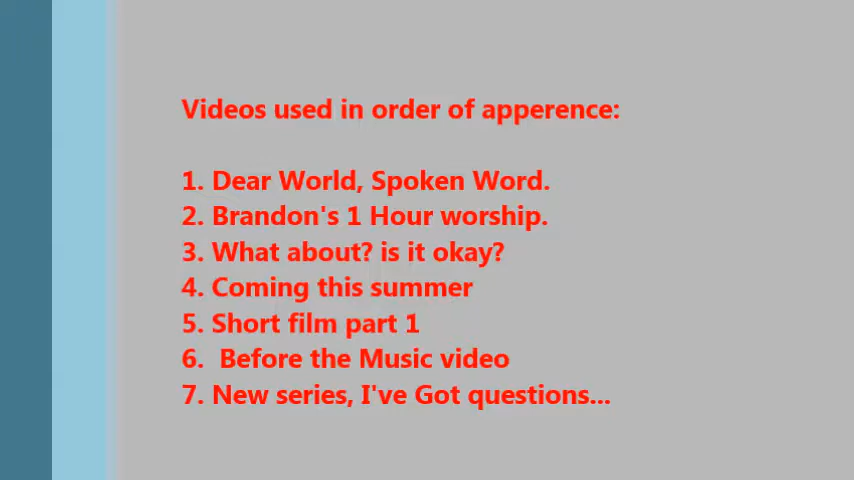 Videos used in order of apperence:
1. Dear World, Spoken Word.
2. Brandon's 1 Hour worship.
3. What about? is it okay?
4. Coming this summer
5. Short film part 1
6. Before the Music video
7. New series, I've Got questions...